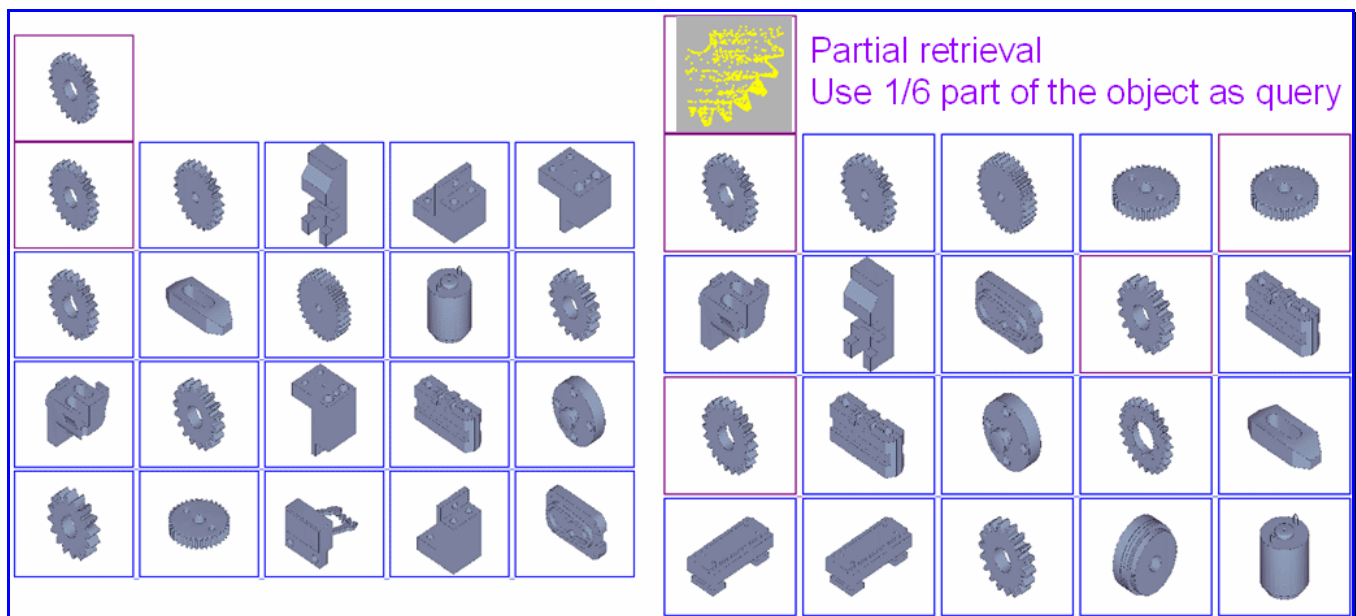 Partial retrieval
Use 1/6 part of the object as query